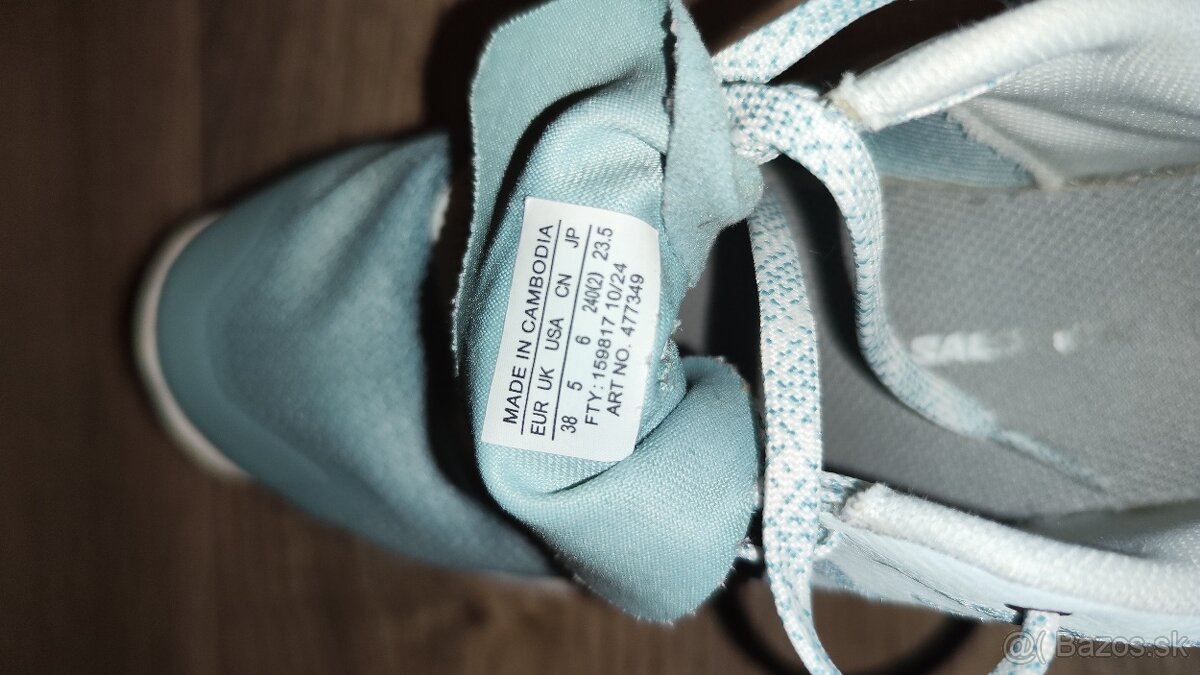 MADE IN CAMBODIA
EUR UK USA CN JP
38 5 6 240(2) 23.5
FTY: 159817 10/24
ART NO. 477349
@( Bazos.sk